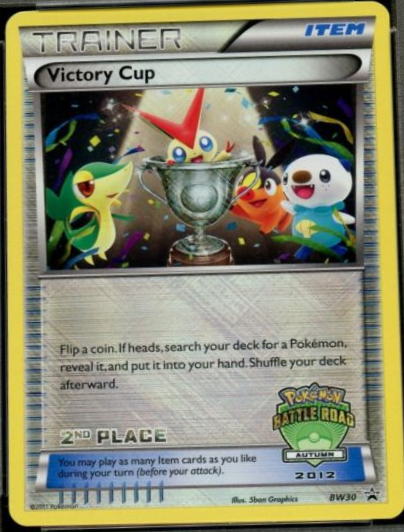 TRAINER
ITEM
Victory Cup
Flip a coin. If heads, search your deck for a Pokémon,
reveal it, and put it into your hand. Shuffle your deck
afterward.
POKéMON
BATTLE ROAD
AUTUMN
2012
2ND PLACE
You may play as many Item cards as you like
during your turn (before your attack).
©2011 Pokémon
Illus. 5ban Graphics
BW30